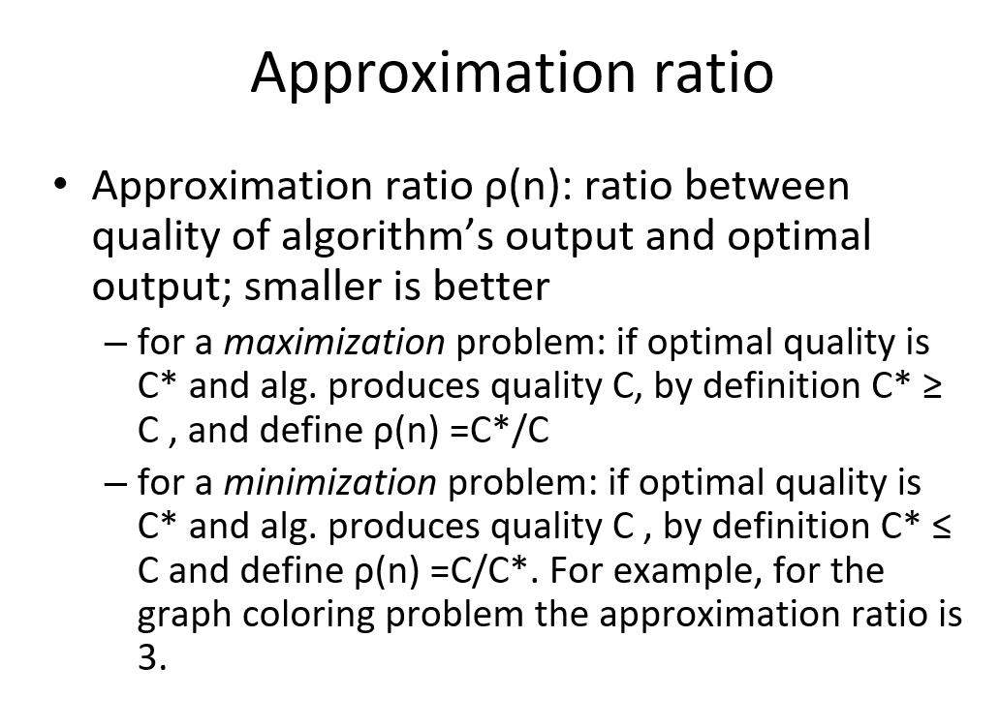 Approximation ratio
• Approximation ratio ρ(n): ratio between
quality of algorithm’s output and optimal
output; smaller is better
– for a maximization problem: if optimal quality is
C* and alg. produces quality C, by definition C* ≥
C , and define ρ(n) =C*/C
– for a minimization problem: if optimal quality is
C* and alg. produces quality C , by definition C* ≤
C and define ρ(n) =C/C*. For example, for the
graph coloring problem the approximation ratio is
3.